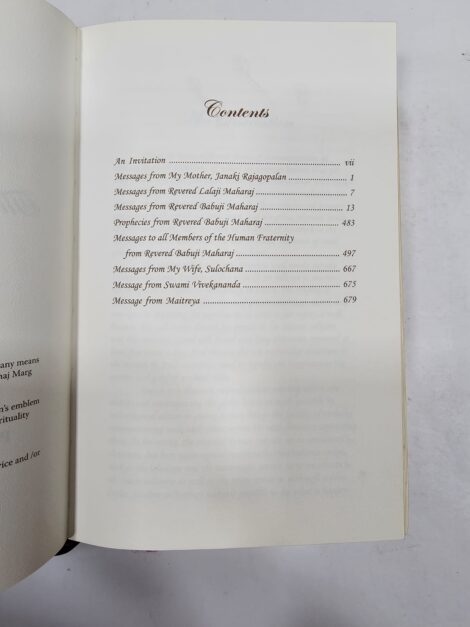 any means
aj Marg
n's emblem
rituality
vice and /or
Contents
An Invitation ........ vii
Messages from My Mother, Janaki Rajagopalan ........ 1
Messages from Revered Lalaji Maharaj ........ 7
Messages from Revered Babuji Maharaj ........ 13
Prophecies from Revered Babuji Maharaj ........ 483
Messages to all Members of the Human Fraternity
from Revered Babuji Maharaj ........ 497
Messages from My Wife, Sulochana ........ 667
Message from Swami Vivekananda ........ 675
Message from Maitreya ........ 679